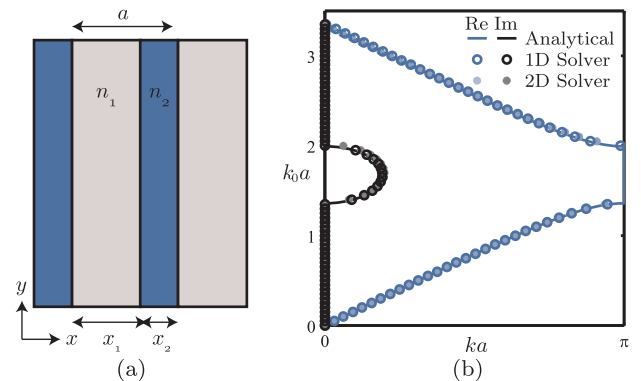 a
n₁ n₂
y
x x₁ x₂
(a)
Re Im
Analytical
1D Solver
2D Solver
3
2
k₀a
1
0
0 ka π
(b)